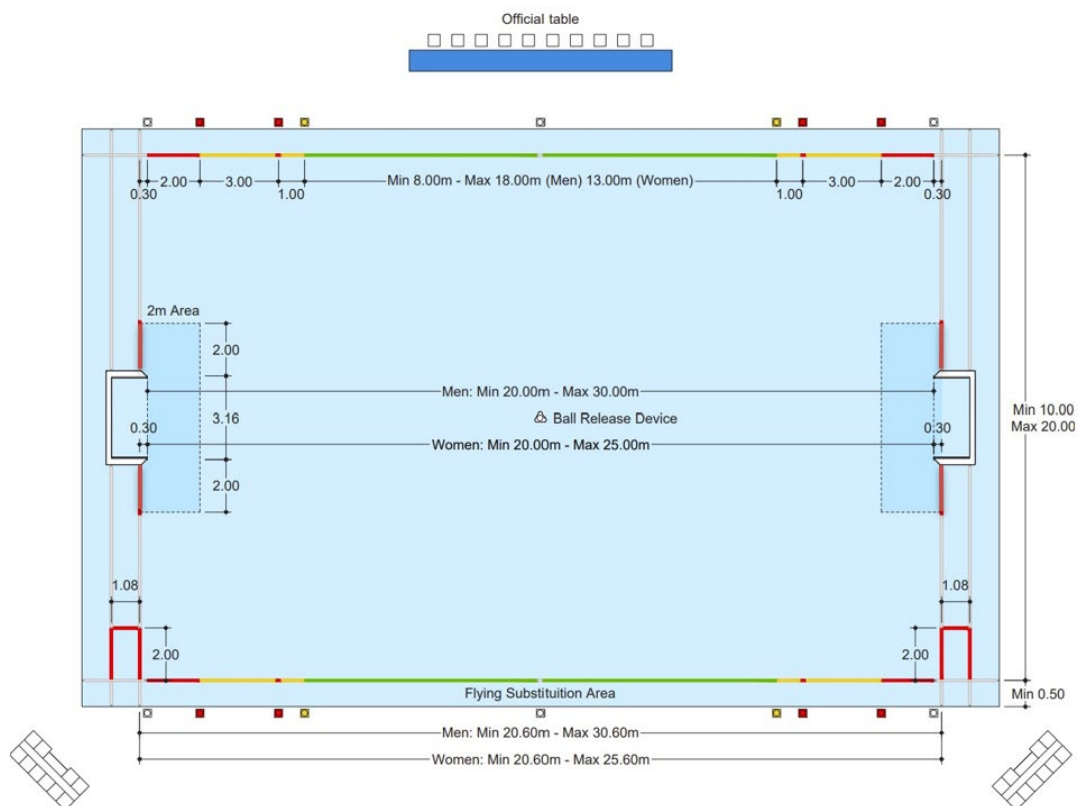 Official table
2.00
3.00
Min 8.00m - Max 18.00m (Men) 13.00m (Women)
3.00
2.00
0.30
1.00
1.00
0.30
2m Area
2.00
Men: Min 20.00m - Max 30.00m
3.16
Ball Release Device
Min 10.00
Max 20.00
0.30
0.30
Women: Min 20.00m - Max 25.00m
2.00
1.08
1.08
2.00
2.00
Flying Substituition Area
Min 0.50
Men: Min 20.60m - Max 30.60m
Women: Min 20.60m - Max 25.60m